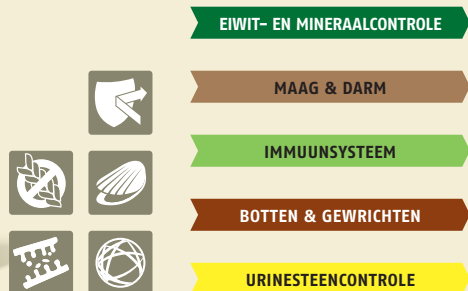 EIWIT- EN MINERAALCONTROLE
MAAG & DARM
IMMUUNSYSTEEM
BOTTEN & GEWRICHTEN
URINESTEENCONTROLE